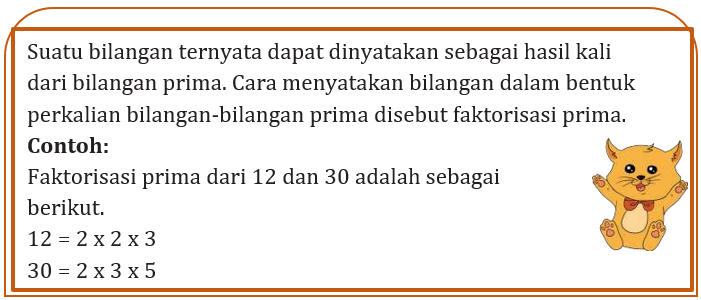 Suatu bilangan ternyata dapat dinyatakan sebagai hasil kali
dari bilangan prima. Cara menyatakan bilangan dalam bentuk
perkalian bilangan-bilangan prima disebut faktorisasi prima.
Contoh:
Faktorisasi prima dari 12 dan 30 adalah sebagai
berikut.
12 = 2 x 2 x 3
30 = 2 x 3 x 5